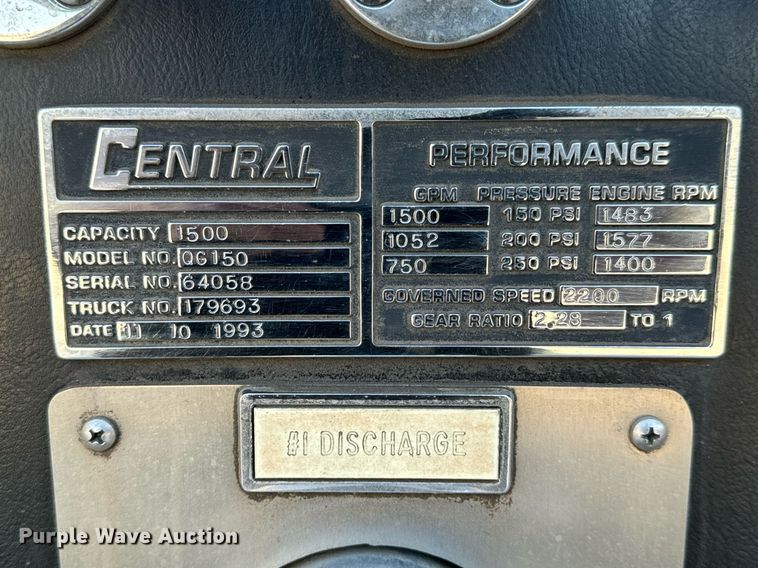 CENTRAL
CAPACITY 1500
MODEL NO. QG150
SERIAL NO. 64058
TRUCK NO. 179693
DATE 11 10 1993
PERFORMANCE
GPM PRESSURE ENGINE RPM
1500 150 PSI 1483
1052 200 PSI 1577
750 250 PSI 1400
GOVERNED SPEED 2200 RPM
GEAR RATIO 2.28 TO 1
#1 DISCHARGE
Purple Wave Auction